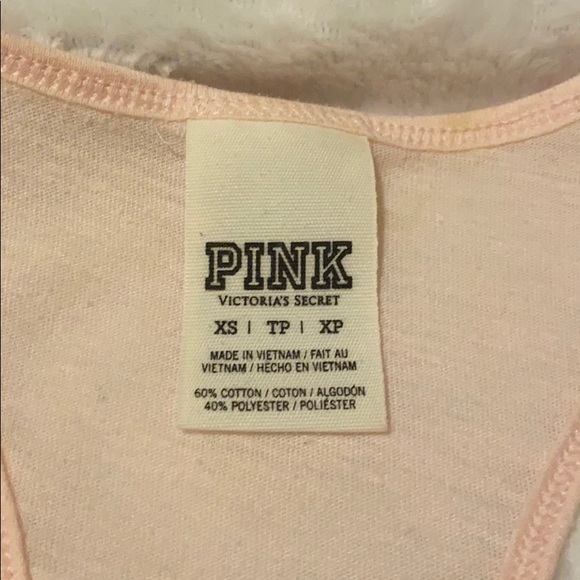 PINK
VICTORIA'S SECRET
XS | TP | XP
MADE IN VIETNAM / FAIT AU
VIETNAM / HECHO EN VIETNAM
60% COTTON / COTON / ALGODÓN
40% POLYESTER / POLIÉSTER